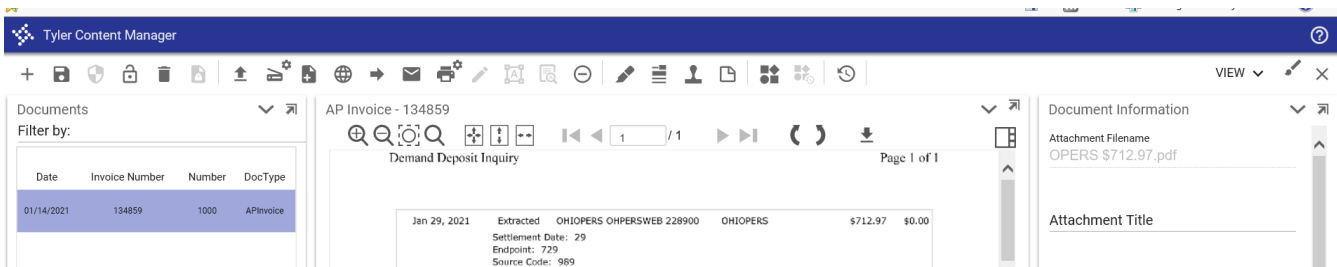 Tyler Content Manager
VIEW
Documents
Filter by:
Date Invoice Number Number DocType
01/14/2021 134859 1000 APInvoice
AP Invoice - 134859
1 / 1
Demand Deposit Inquiry Page 1 of 1
Jan 29, 2021 Extracted OHIOPERS OHPERSWEB 228900 OHIOPERS $712.97 $0.00
Settlement Date: 29
Endpoint: 729
Source Code: 989
Document Information
Attachment Filename
OPERS $712.97.pdf
Attachment Title